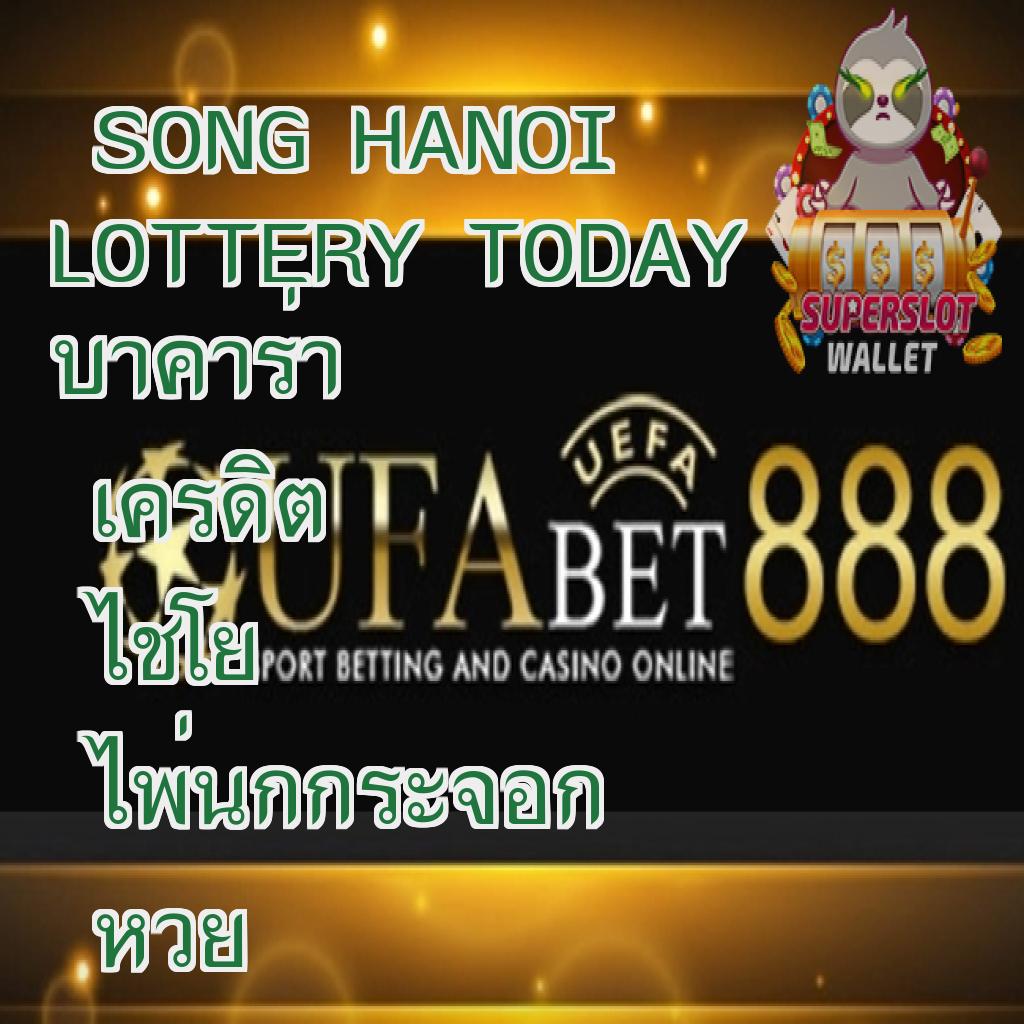 SONG HANOI
LOTTERY TODAY
บาคาร่า
เครดิต
ไชโย
ไพ่นกกระจอก
หวย
UEFA
UFABET888
PORT BETTING AND CASINO ONLINE
$ $ $
SUPERSLOT
WALLET